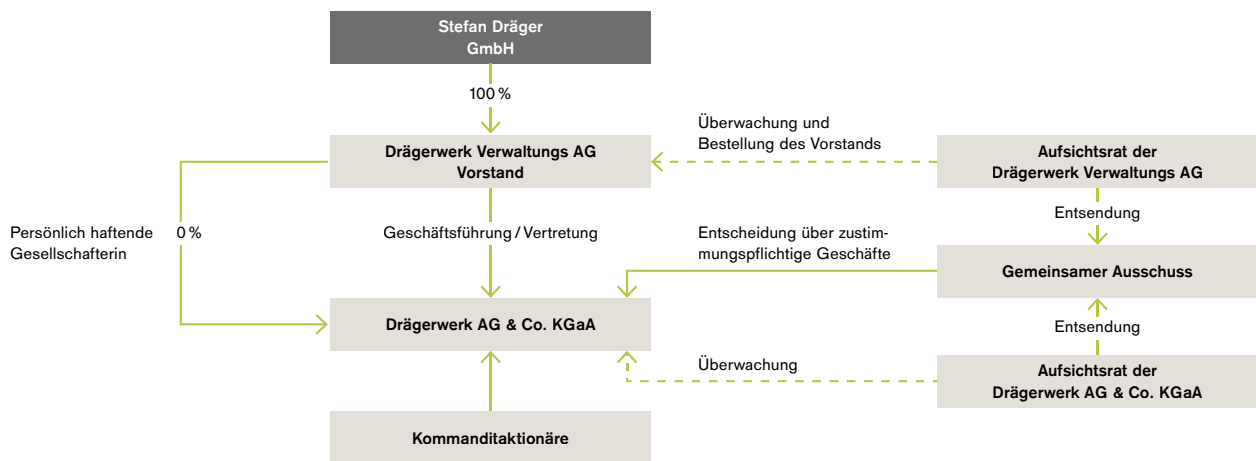 Stefan Dräger
GmbH
100 %
Überwachung und
Bestellung des Vorstands
Drägerwerk Verwaltungs AG
Vorstand
Aufsichtsrat der
Drägerwerk Verwaltungs AG
Persönlich haftende
Gesellschafterin
0 %
Geschäftsführung / Vertretung
Entscheidung über zustim-
mungspflichtige Geschäfte
Entsendung
Gemeinsamer Ausschuss
Drägerwerk AG & Co. KGaA
Entsendung
Überwachung
Aufsichtsrat der
Drägerwerk AG & Co. KGaA
Kommanditaktionäre